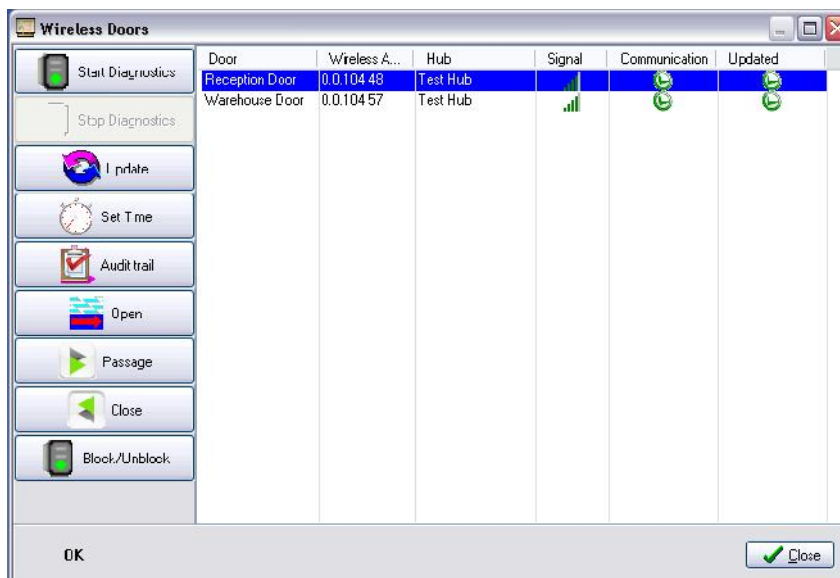 Wireless Doors
Start Diagnostics
Stop Diagnostics
Update
Set Time
Audit trail
Open
Passage
Close
Block/Unblock
Door Wireless A... Hub Signal Communication Updated
Reception Door 0.0.104 48 Test Hub
Warehouse Door 0.0.104 57 Test Hub
OK
Close